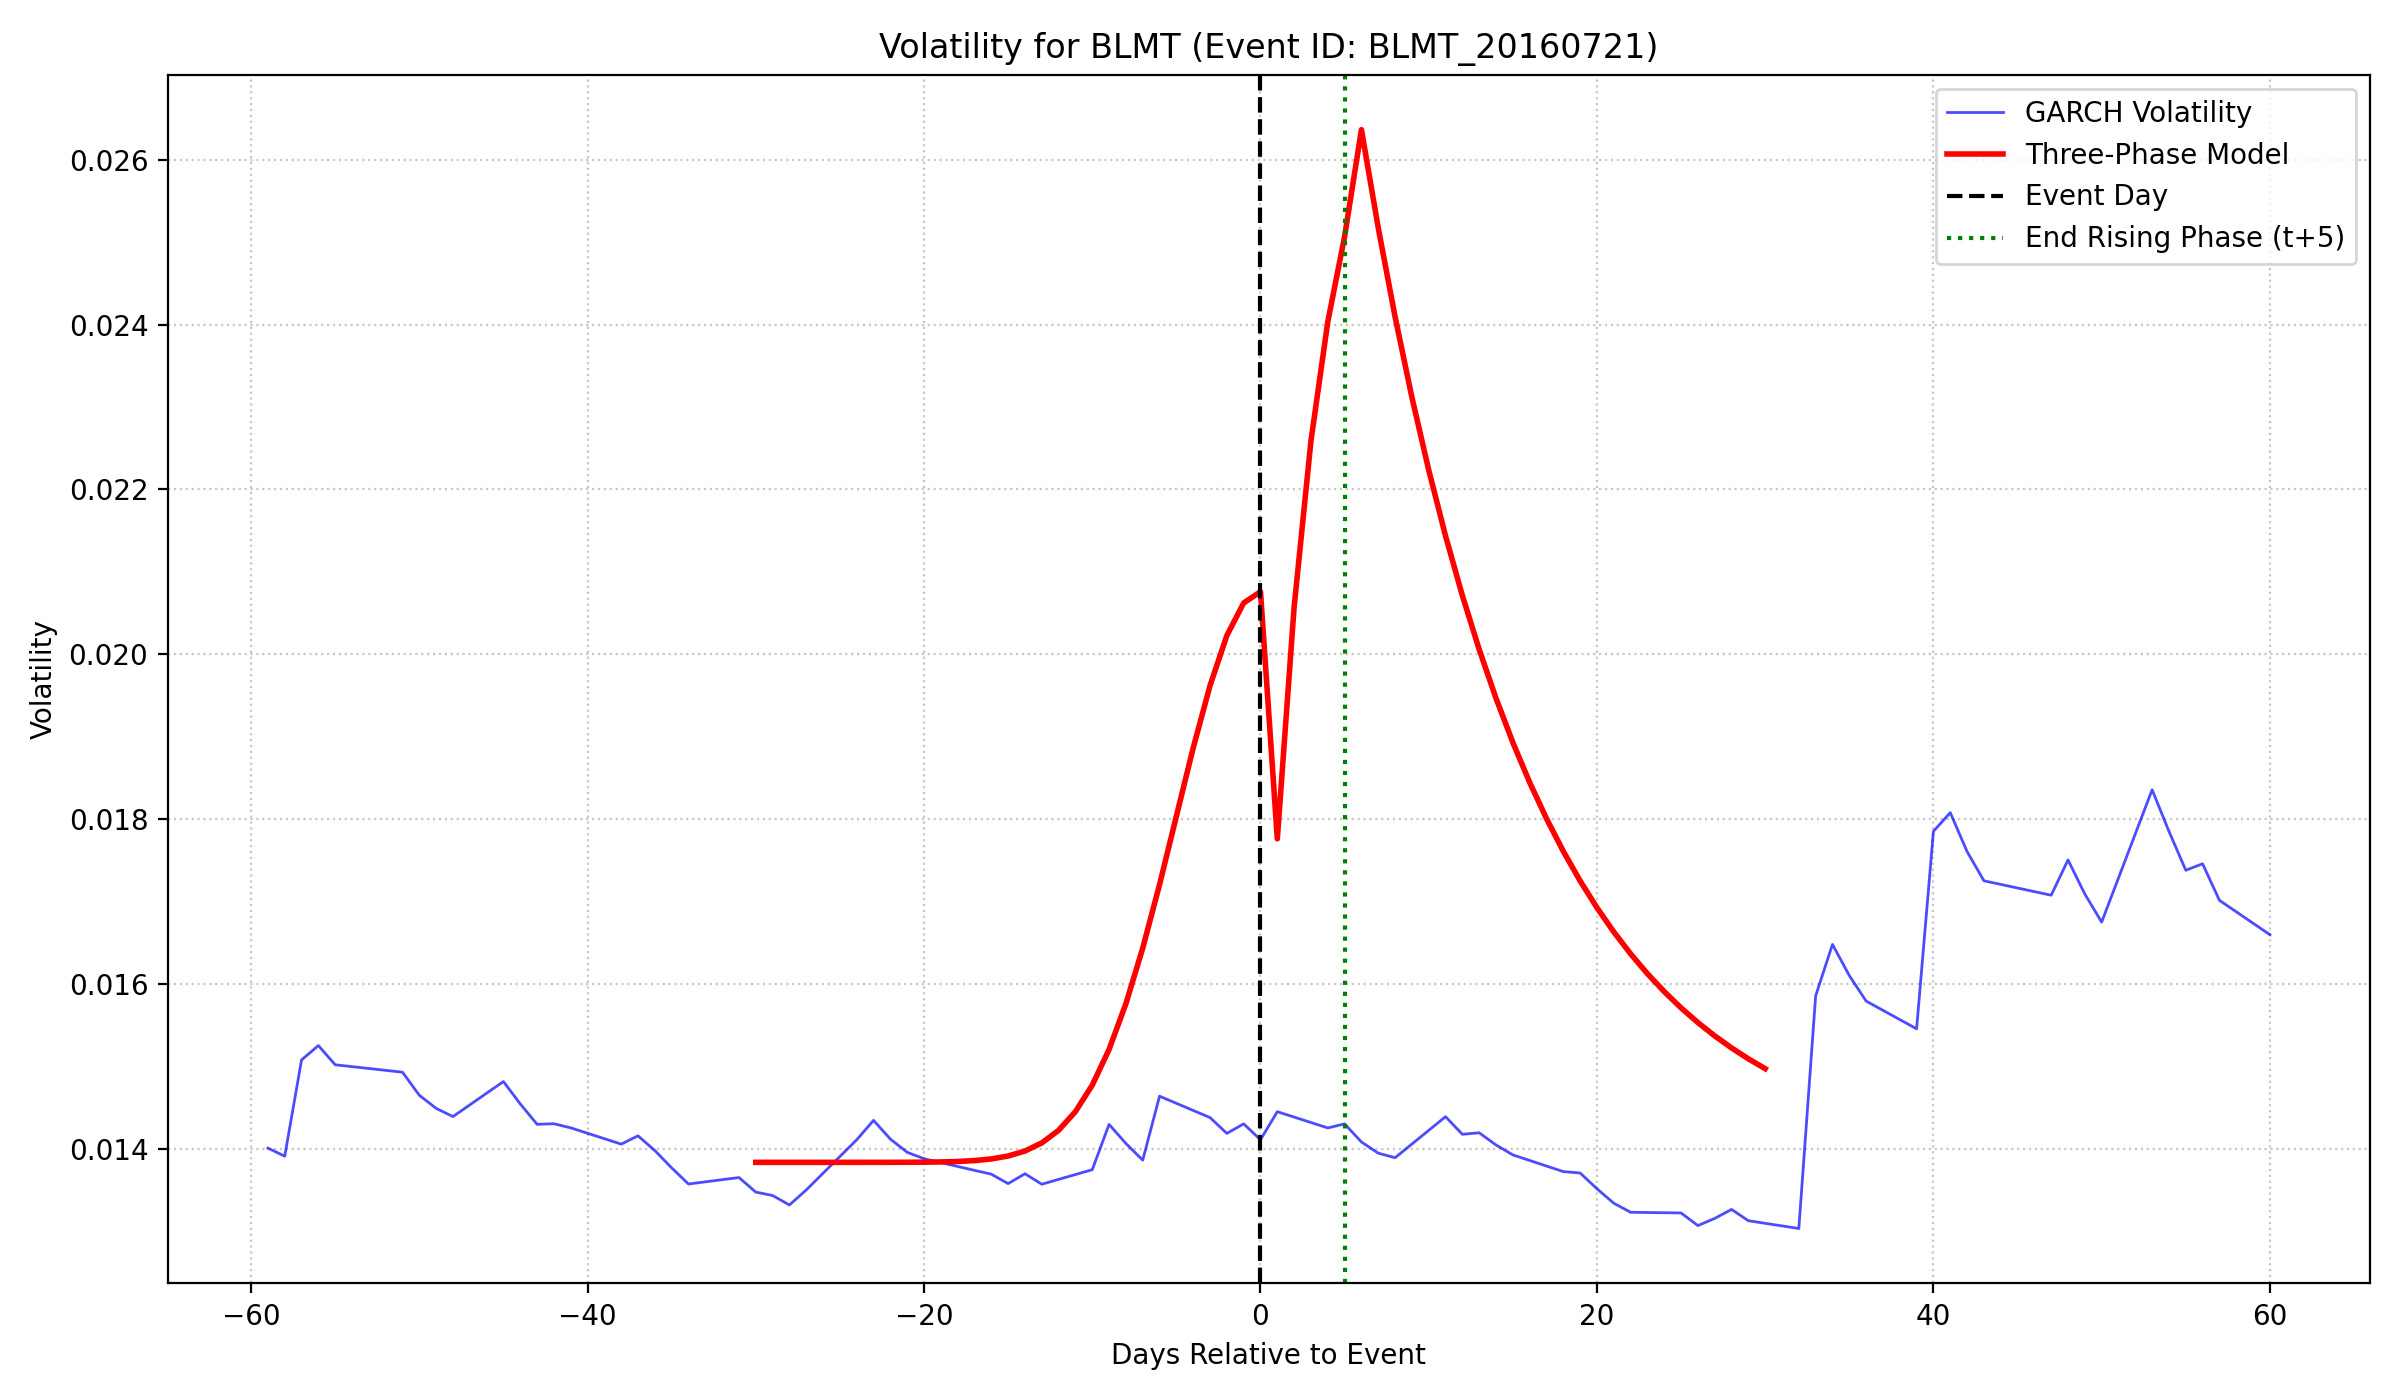 Volatility for BLMT (Event ID: BLMT_20160721)
GARCH Volatility
Three-Phase Model
Event Day
End Rising Phase (t+5)
Volatility
0.026
0.024
0.022
0.020
0.018
0.016
0.014
−60 −40 −20 0 20 40 60
Days Relative to Event